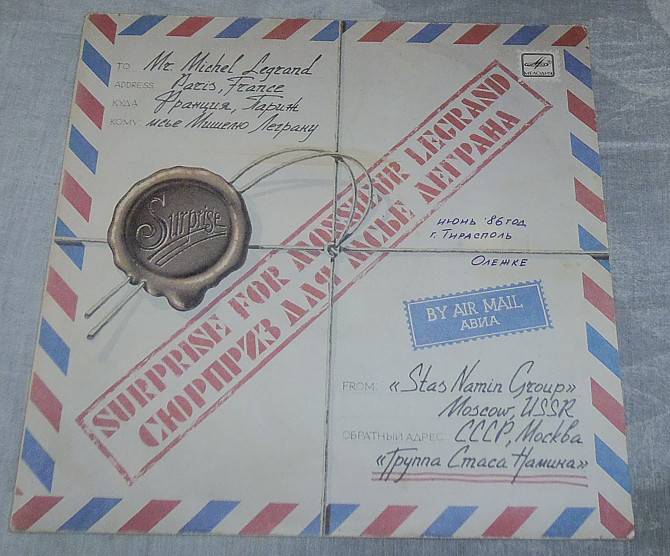 TO Mr. Michel Legrand
ADDRESS Paris, France
КУДА Франция, Париж
КОМУ мсье Мишелю Леграну
МЕЛОДИЯ
Surprise
SURPRISE FOR MONSIEUR LEGRAND
СЮРПРИЗ ДЛЯ МСЬЕ ЛЕГРАНА
июнь '86 год
г. Тирасполь
Олежке
BY AIR MAIL
АВИА
FROM: «Stas Namin Group»
Moscow, USSR
ОБРАТНЫЙ АДРЕС: СССР, Москва
«Группа Стаса Намина»